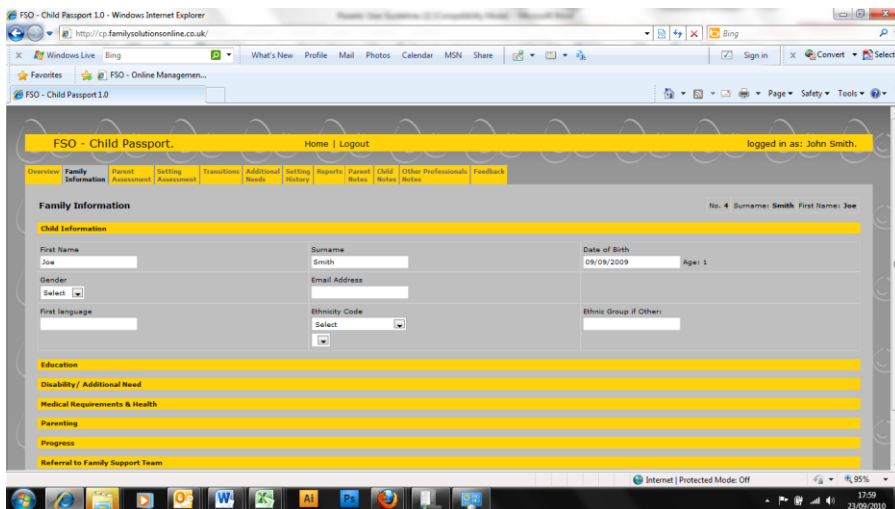 FSO - Child Passport 1.0 - Windows Internet Explorer
http://cp.familysolutionsonline.co.uk/
Bing
Windows Live Bing What's New Profile Mail Photos Calendar MSN Share Sign in Convert Select
Favorites FSO - Online Managemen...
FSO - Child Passport 1.0 Page Safety Tools
FSO - Child Passport. Home | Logout logged in as: John Smith.
Overview Family Information Parent Assessment Setting Assessment Transitions Additional Needs Setting History Reports Parent Notes Child Notes Other Professionals Notes Feedback
Family Information No. 4 Surname: Smith First Name: Joe
Child Information
First Name Surname Date of Birth
Joe Smith 09/09/2009 Age: 1
Gender Email Address
Select
First language Ethnicity Code Ethnic Group if Other:
Select
Education
Disability/ Additional Need
Medical Requirements & Health
Parenting
Progress
Referral to Family Support Team
Internet | Protected Mode: Off 95%
Ai Ps
17:59
23/09/2010